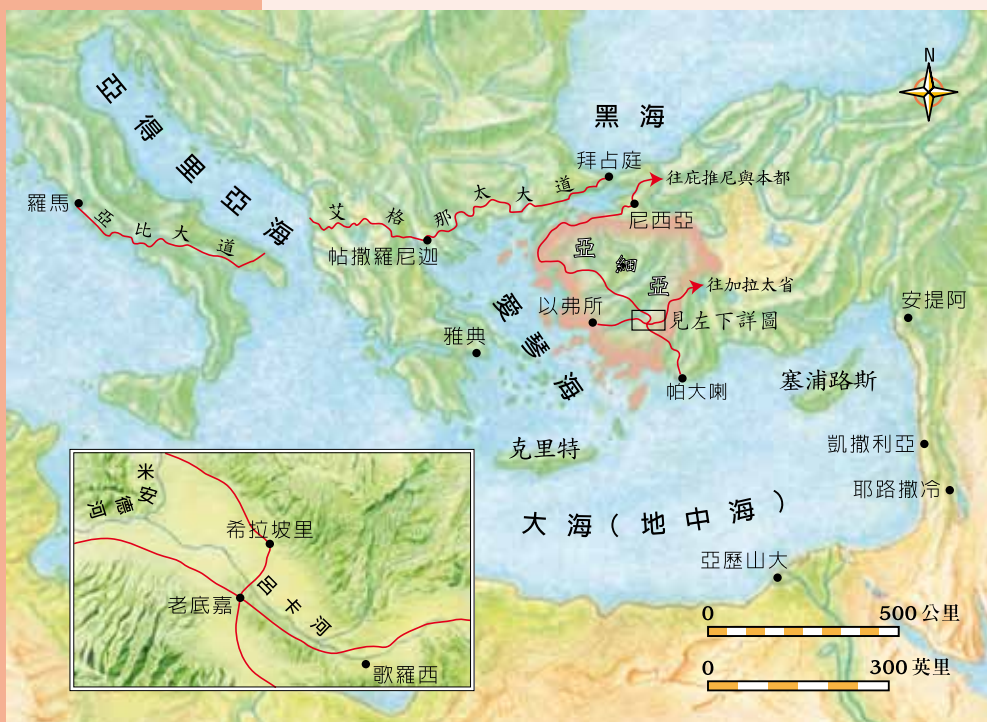 N
亞得里亞海
黑海
拜占庭
往庇推尼與本都
羅馬
亞比大道
艾格那太大道
尼西亞
帖撒羅尼迦
亞細亞
往加拉太省
愛琴海
以弗所
見左下詳圖
安提阿
雅典
帕大喇
塞浦路斯
克里特
凱撒利亞
耶路撒冷
大海(地中海)
亞歷山大
米安德河
希拉坡里
老底嘉
呂卡河
歌羅西
0 500公里
0 300英里